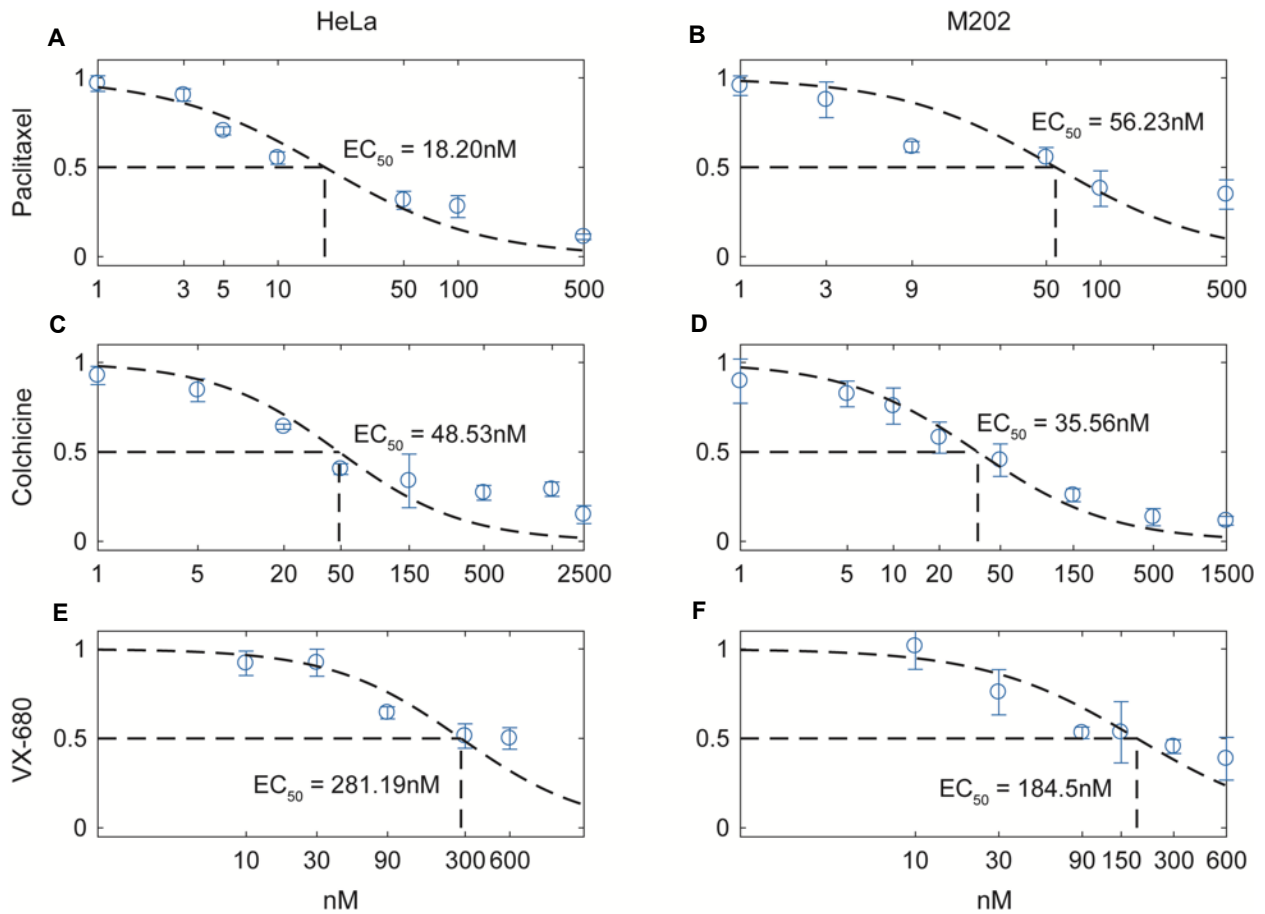 HeLa
M202
A
B
Paclitaxel
1
0.5
0
EC50 = 18.20nM
1 3 5 10 50 100 500
1
0.5
0
EC50 = 56.23nM
1 3 9 50 100 500
C
D
Colchicine
1
0.5
0
EC50 = 48.53nM
1 5 20 50 150 500 2500
1
0.5
0
EC50 = 35.56nM
1 5 10 20 50 150 500 1500
E
F
VX-680
1
0.5
0
EC50 = 281.19nM
10 30 90 300 600
nM
1
0.5
0
EC50 = 184.5nM
10 30 90 150 300 600
nM